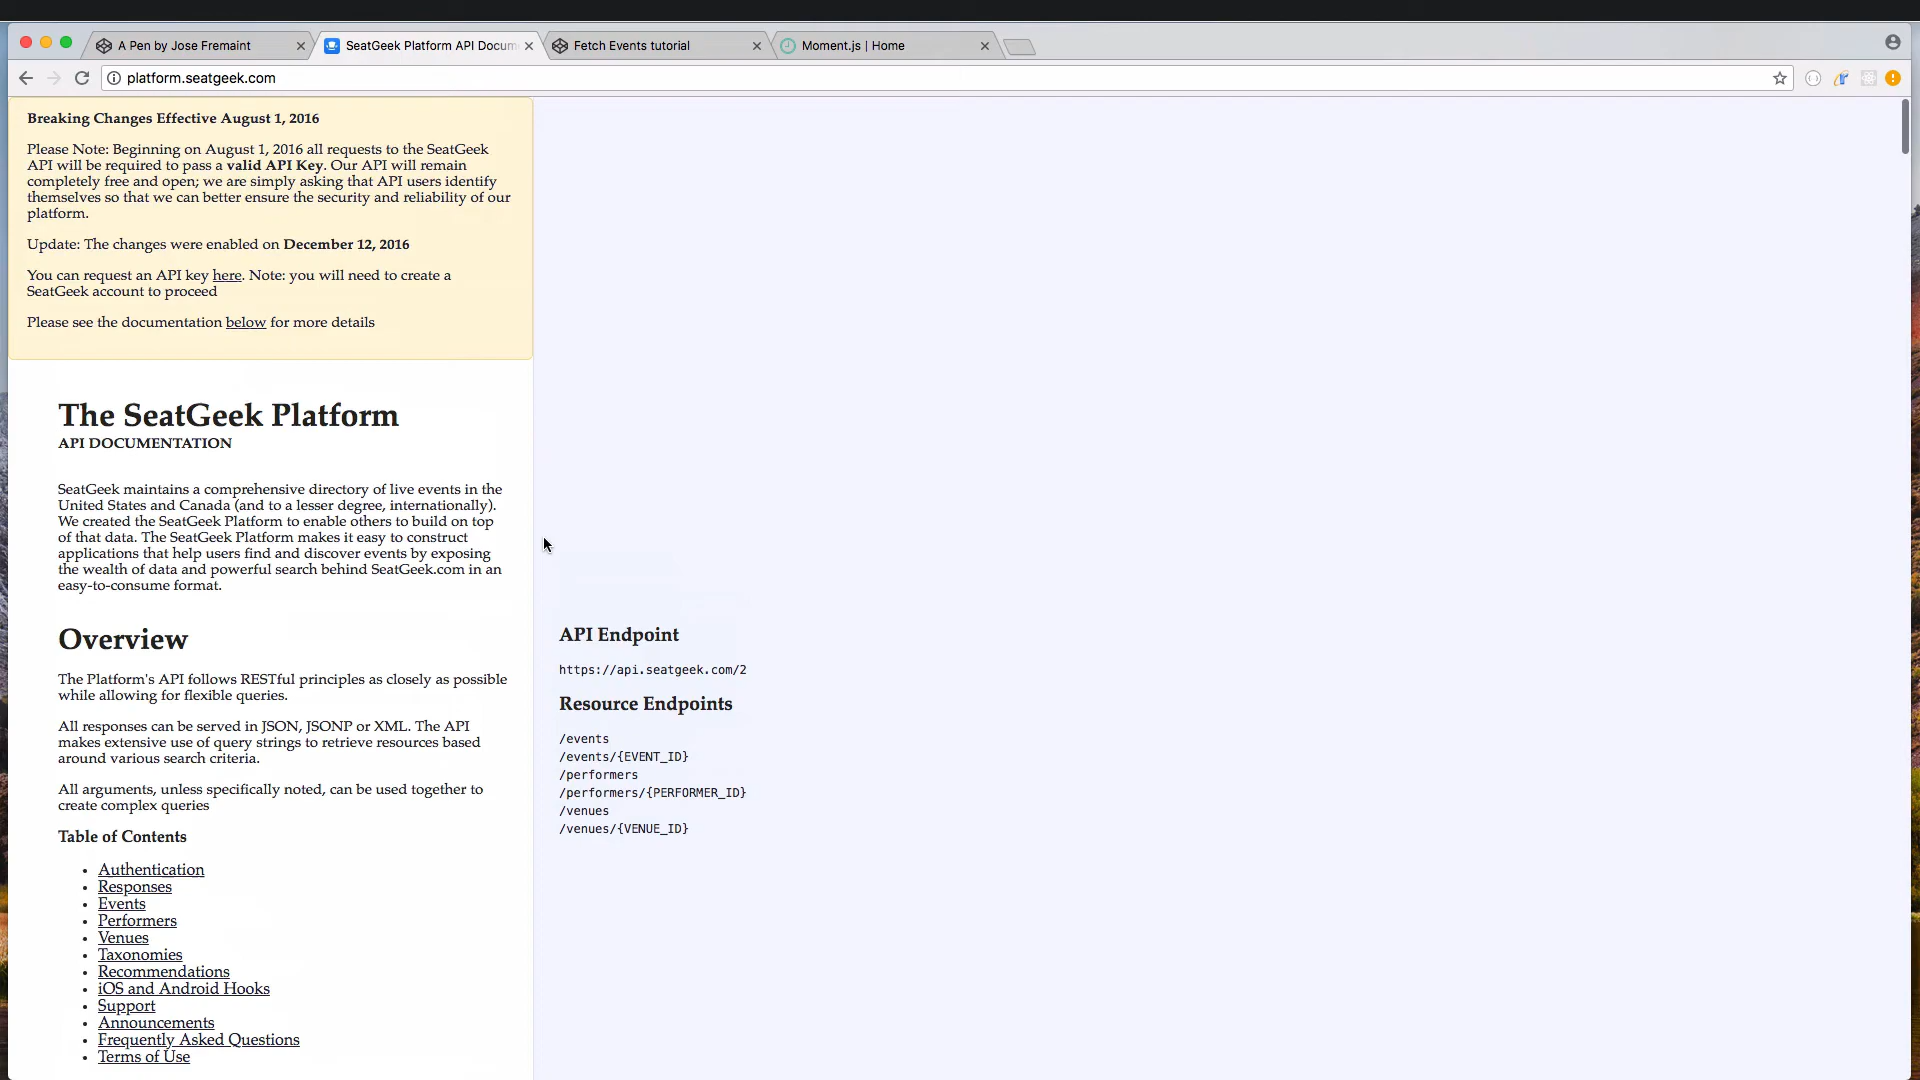 A Pen by Jose Fremaint
SeatGeek Platform API Docum
Fetch Events tutorial
Moment.js | Home
platform.seatgeek.com
Breaking Changes Effective August 1, 2016
Please Note: Beginning on August 1, 2016 all requests to the SeatGeek
API will be required to pass a valid API Key. Our API will remain
completely free and open; we are simply asking that API users identify
themselves so that we can better ensure the security and reliability of our
platform.
Update: The changes were enabled on December 12, 2016
You can request an API key here. Note: you will need to create a
SeatGeek account to proceed
Please see the documentation below for more details
The SeatGeek Platform
API DOCUMENTATION
SeatGeek maintains a comprehensive directory of live events in the
United States and Canada (and to a lesser degree, internationally).
We created the SeatGeek Platform to enable others to build on top
of that data. The SeatGeek Platform makes it easy to construct
applications that help users find and discover events by exposing
the wealth of data and powerful search behind SeatGeek.com in an
easy-to-consume format.
Overview
The Platform's API follows RESTful principles as closely as possible
while allowing for flexible queries.
All responses can be served in JSON, JSONP or XML. The API
makes extensive use of query strings to retrieve resources based
around various search criteria.
All arguments, unless specifically noted, can be used together to
create complex queries
Table of Contents
Authentication
Responses
Events
Performers
Venues
Taxonomies
Recommendations
iOS and Android Hooks
Support
Announcements
Frequently Asked Questions
Terms of Use
API Endpoint
https://api.seatgeek.com/2
Resource Endpoints
/events
/events/{EVENT_ID}
/performers
/performers/{PERFORMER_ID}
/venues
/venues/{VENUE_ID}